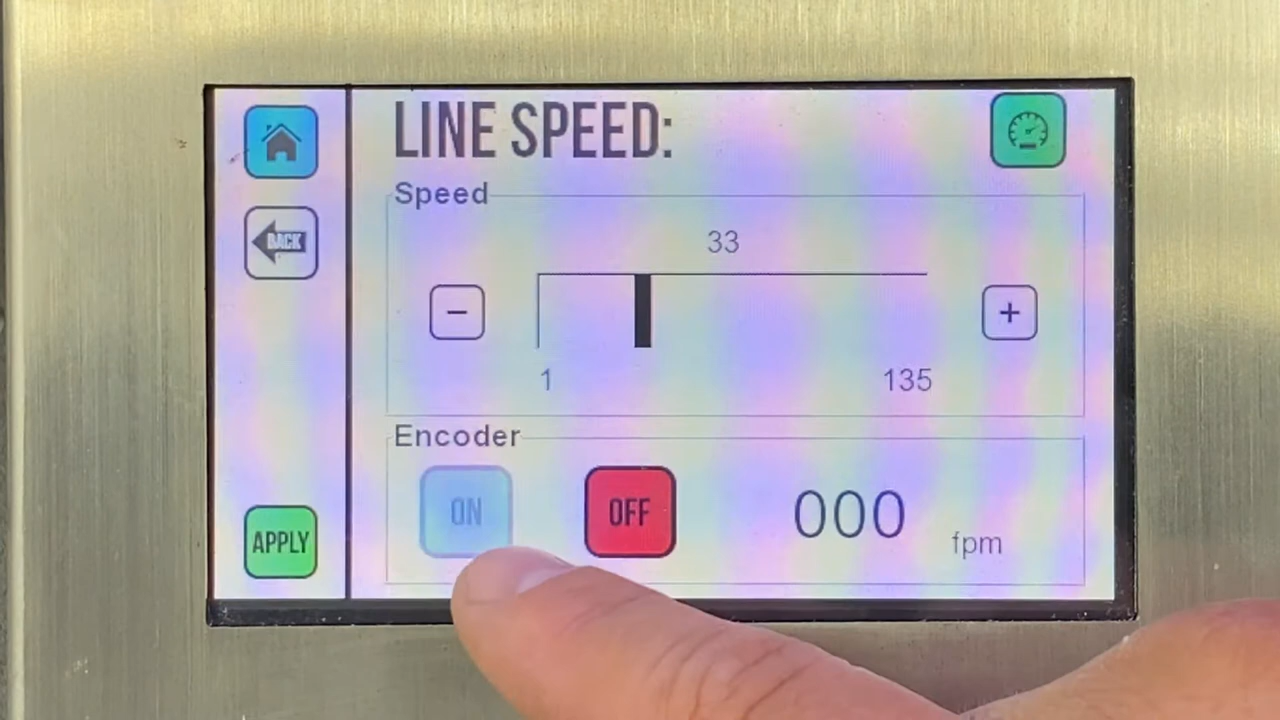 LINE SPEED:
BACK
Speed
33
− +
1 135
Encoder
ON OFF 000 fpm
APPLY